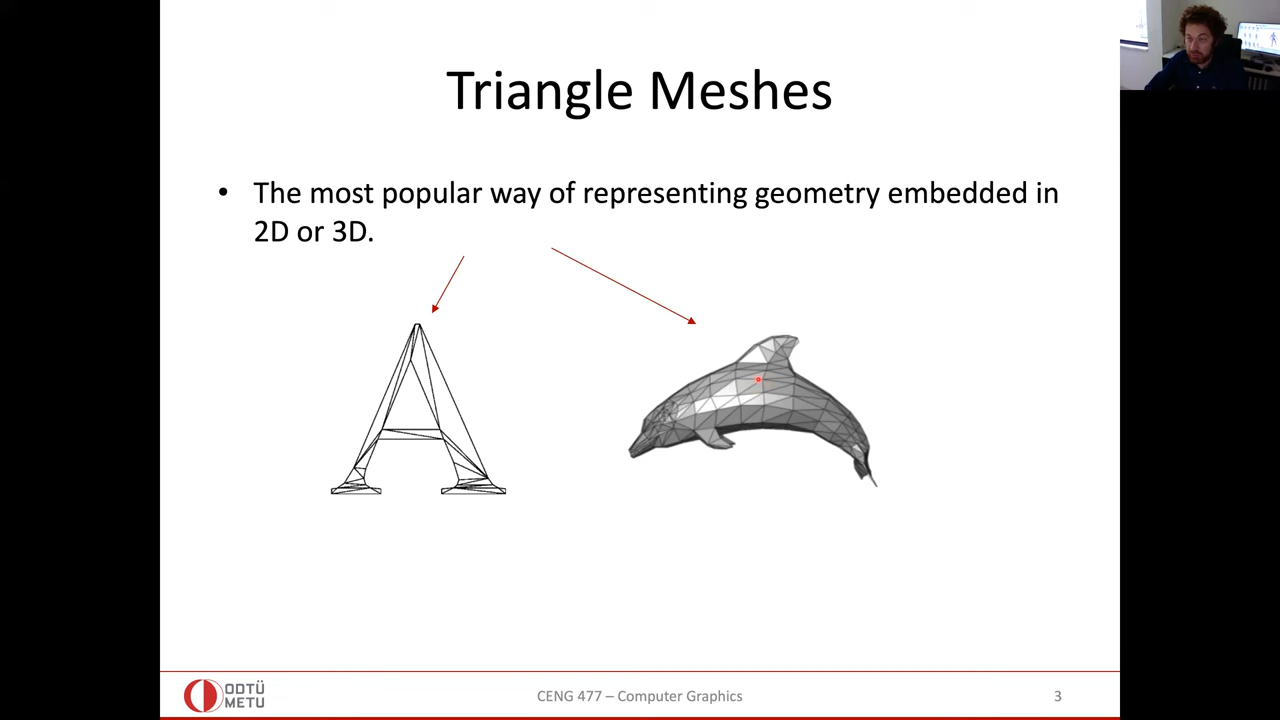 Triangle Meshes
• The most popular way of representing geometry embedded in
2D or 3D.
A
ODTÜ
METU
CENG 477 – Computer Graphics
3